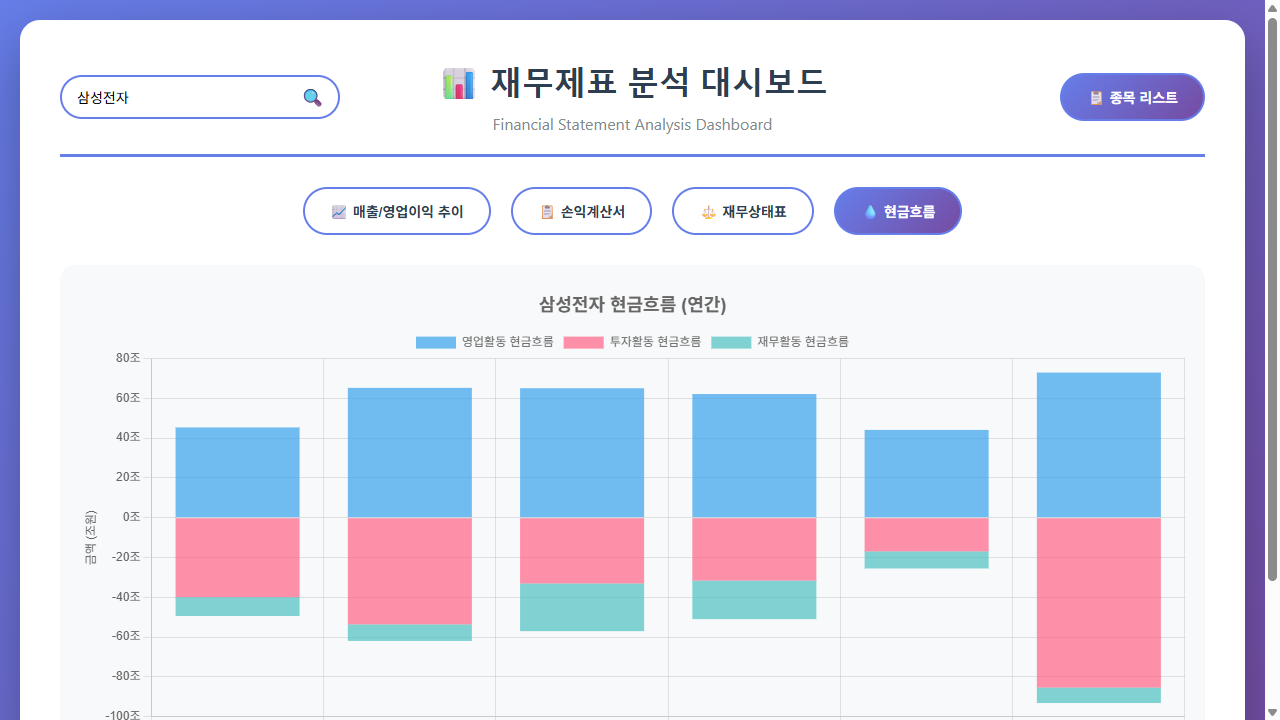 삼성전자
재무제표 분석 대시보드
Financial Statement Analysis Dashboard
종목 리스트
매출/영업이익 추이
손익계산서
재무상태표
현금흐름
삼성전자 현금흐름 (연간)
영업활동 현금흐름 투자활동 현금흐름 재무활동 현금흐름
금액 (조원)
80조
60조
40조
20조
0조
-20조
-40조
-60조
-80조
-100조